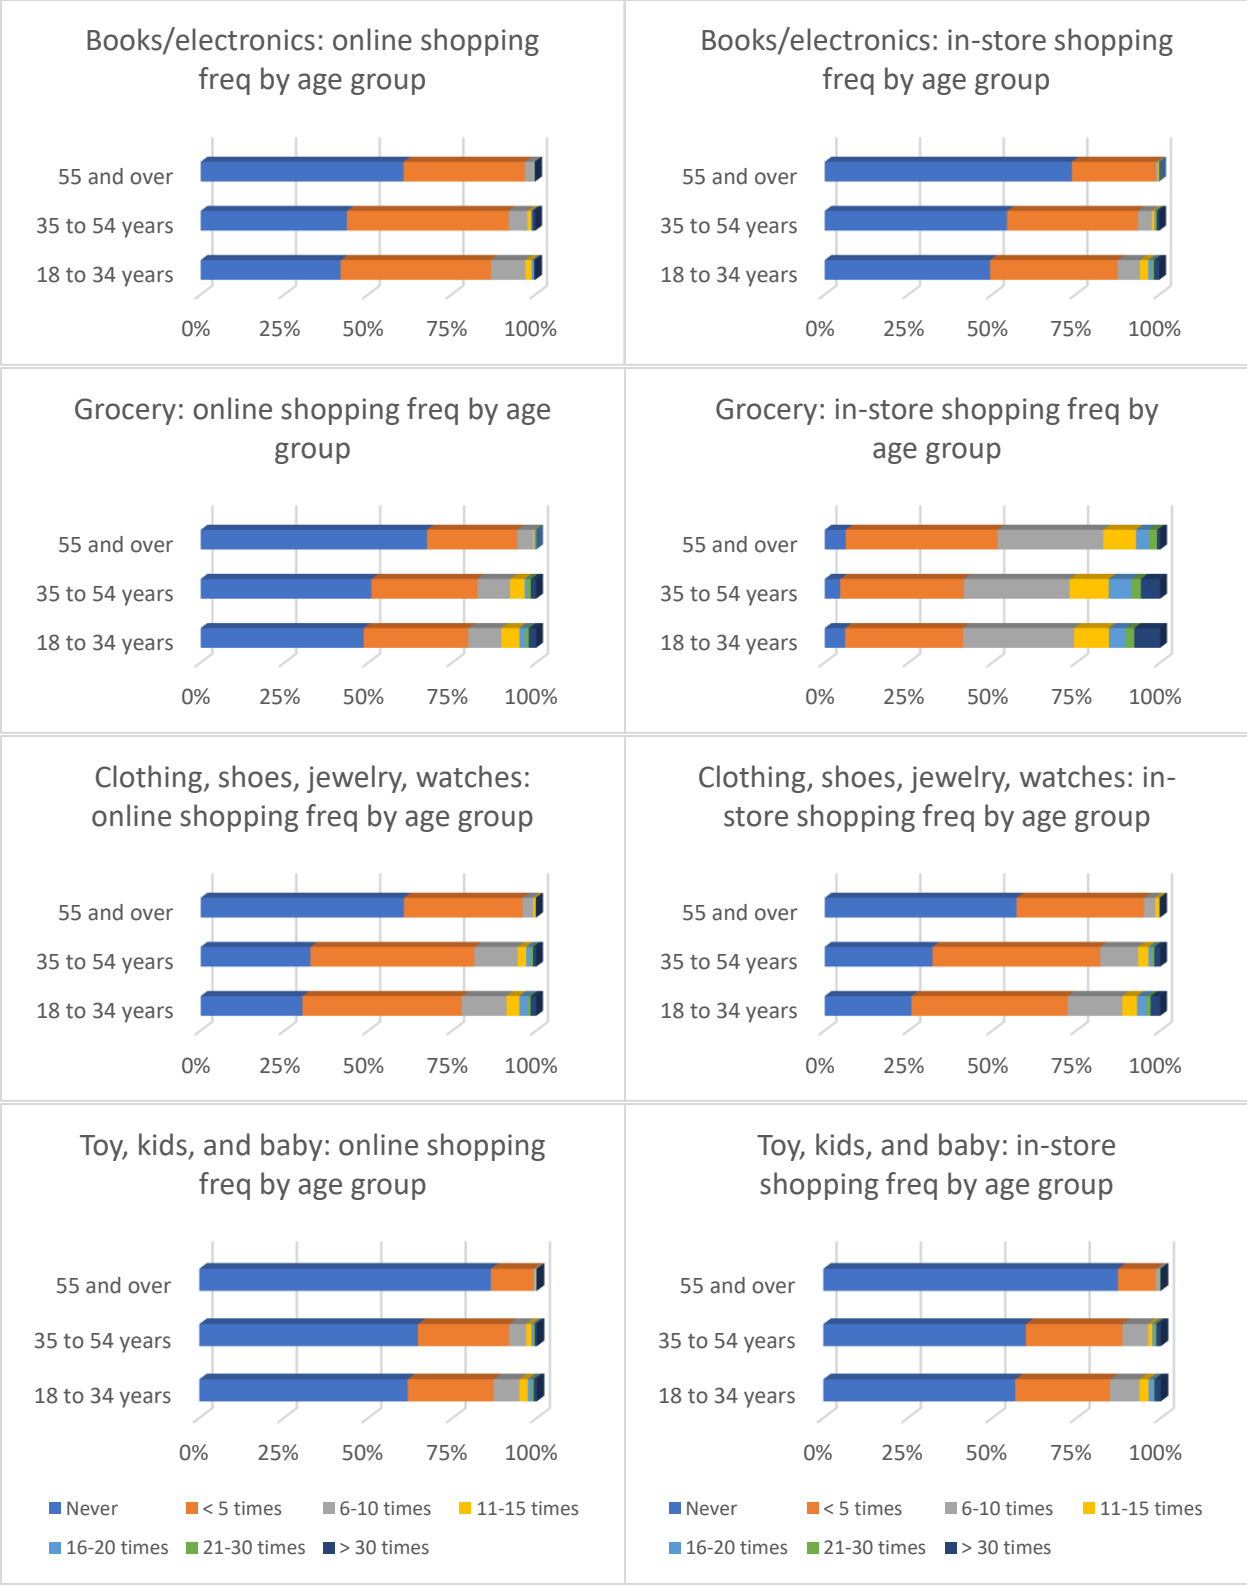 Books/electronics: online shopping
freq by age group
55 and over
35 to 54 years
18 to 34 years
0% 25% 50% 75% 100%
Books/electronics: in-store shopping
freq by age group
55 and over
35 to 54 years
18 to 34 years
0% 25% 50% 75% 100%
Grocery: online shopping freq by age
group
55 and over
35 to 54 years
18 to 34 years
0% 25% 50% 75% 100%
Grocery: in-store shopping freq by
age group
55 and over
35 to 54 years
18 to 34 years
0% 25% 50% 75% 100%
Clothing, shoes, jewelry, watches:
online shopping freq by age group
55 and over
35 to 54 years
18 to 34 years
0% 25% 50% 75% 100%
Clothing, shoes, jewelry, watches: in-
store shopping freq by age group
55 and over
35 to 54 years
18 to 34 years
0% 25% 50% 75% 100%
Toy, kids, and baby: online shopping
freq by age group
55 and over
35 to 54 years
18 to 34 years
0% 25% 50% 75% 100%
Never < 5 times 6-10 times 11-15 times
16-20 times 21-30 times > 30 times
Toy, kids, and baby: in-store
shopping freq by age group
55 and over
35 to 54 years
18 to 34 years
0% 25% 50% 75% 100%
Never < 5 times 6-10 times 11-15 times
16-20 times 21-30 times > 30 times